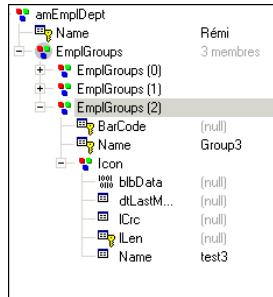 amEmplDept
Name Rémi
EmplGroups 3 membres
EmplGroups (0)
EmplGroups (1)
EmplGroups (2)
BarCode (null)
Name Group3
Icon
blbData (null)
dtLastM... (null)
lCrc (null)
lLen (null)
Name test3